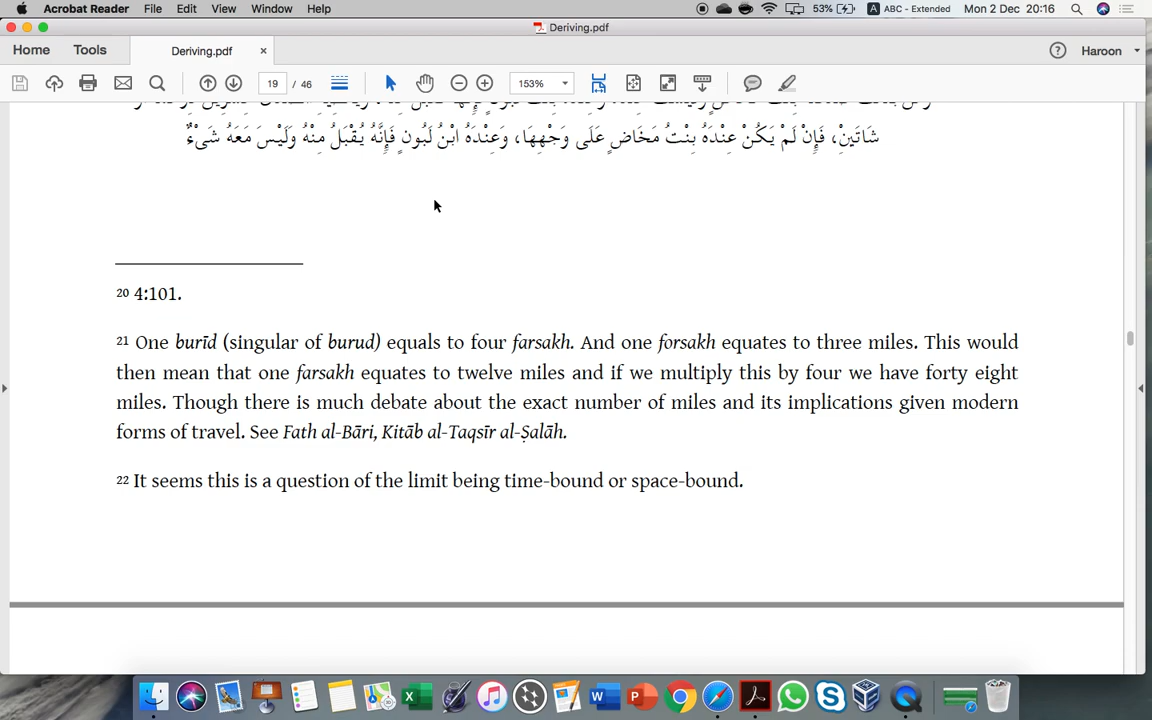 Acrobat Reader File Edit View Window Help 53% A ABC - Extended Mon 2 Dec 20:16
Deriving.pdf
Home Tools Deriving.pdf × ? Haroon
19 / 46 153%
شَاتَيْنِ، فَإِنْ لَمْ يَكُنْ عِنْدَهُ بِنْتُ مَخَاضٍ عَلَى وَجْهِهَا، وَعِنْدَهُ ابْنُ لَبُونٍ فَإِنَّهُ يُقْبَلُ مِنْهُ وَلَيْسَ مَعَهُ شَىْءٌ
20 4:101.
21 One burīd (singular of burud) equals to four farsakh. And one forsakh equates to three miles. This would
then mean that one farsakh equates to twelve miles and if we multiply this by four we have forty eight
miles. Though there is much debate about the exact number of miles and its implications given modern
forms of travel. See Fath al-Bāri, Kitāb al-Taqsīr al-Ṣalāh.
22 It seems this is a question of the limit being time-bound or space-bound.